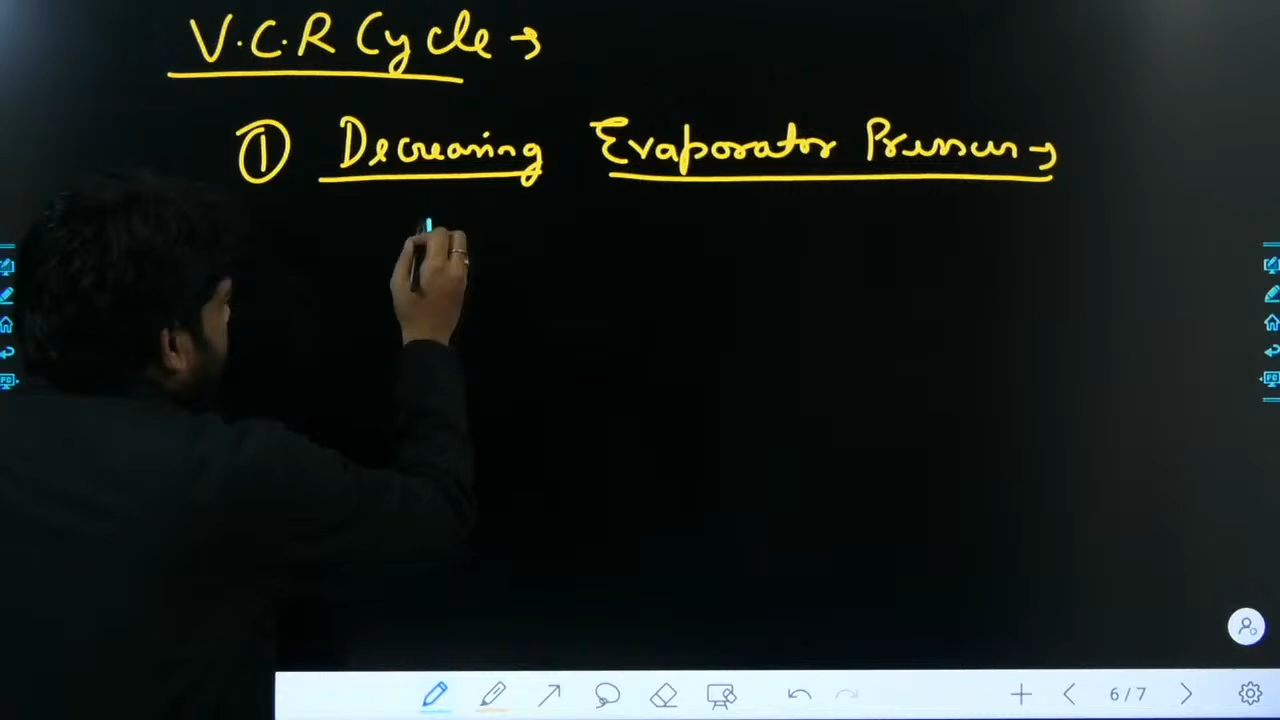 V.C.R Cycle →
① Decreasing Evaporator Pressure →
6/7